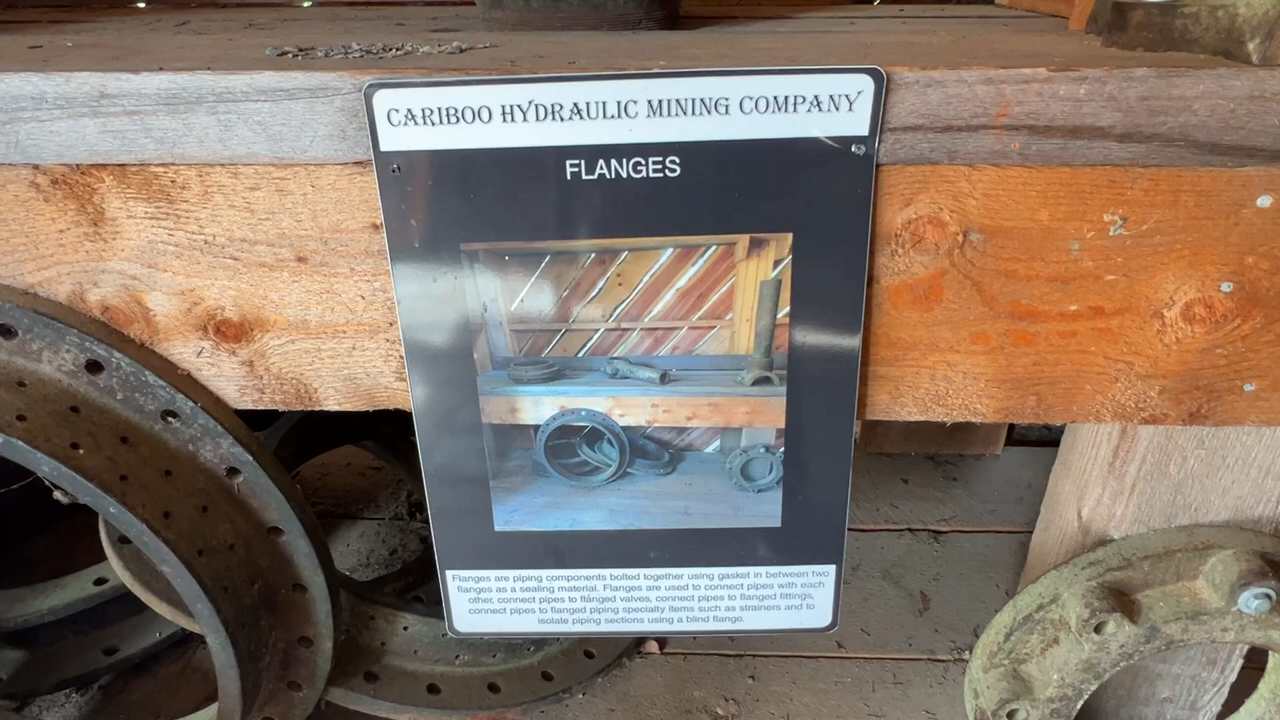 CARIBOO HYDRAULIC MINING COMPANY
FLANGES
Flanges are piping components bolted together using gasket in between two
flanges as a sealing material. Flanges are used to connect pipes with each
other, connect pipes to flanged valves, connect pipes to flanged fittings,
connect pipes to flanged piping specialty items such as strainers and to
isolate piping sections using a blind flange.